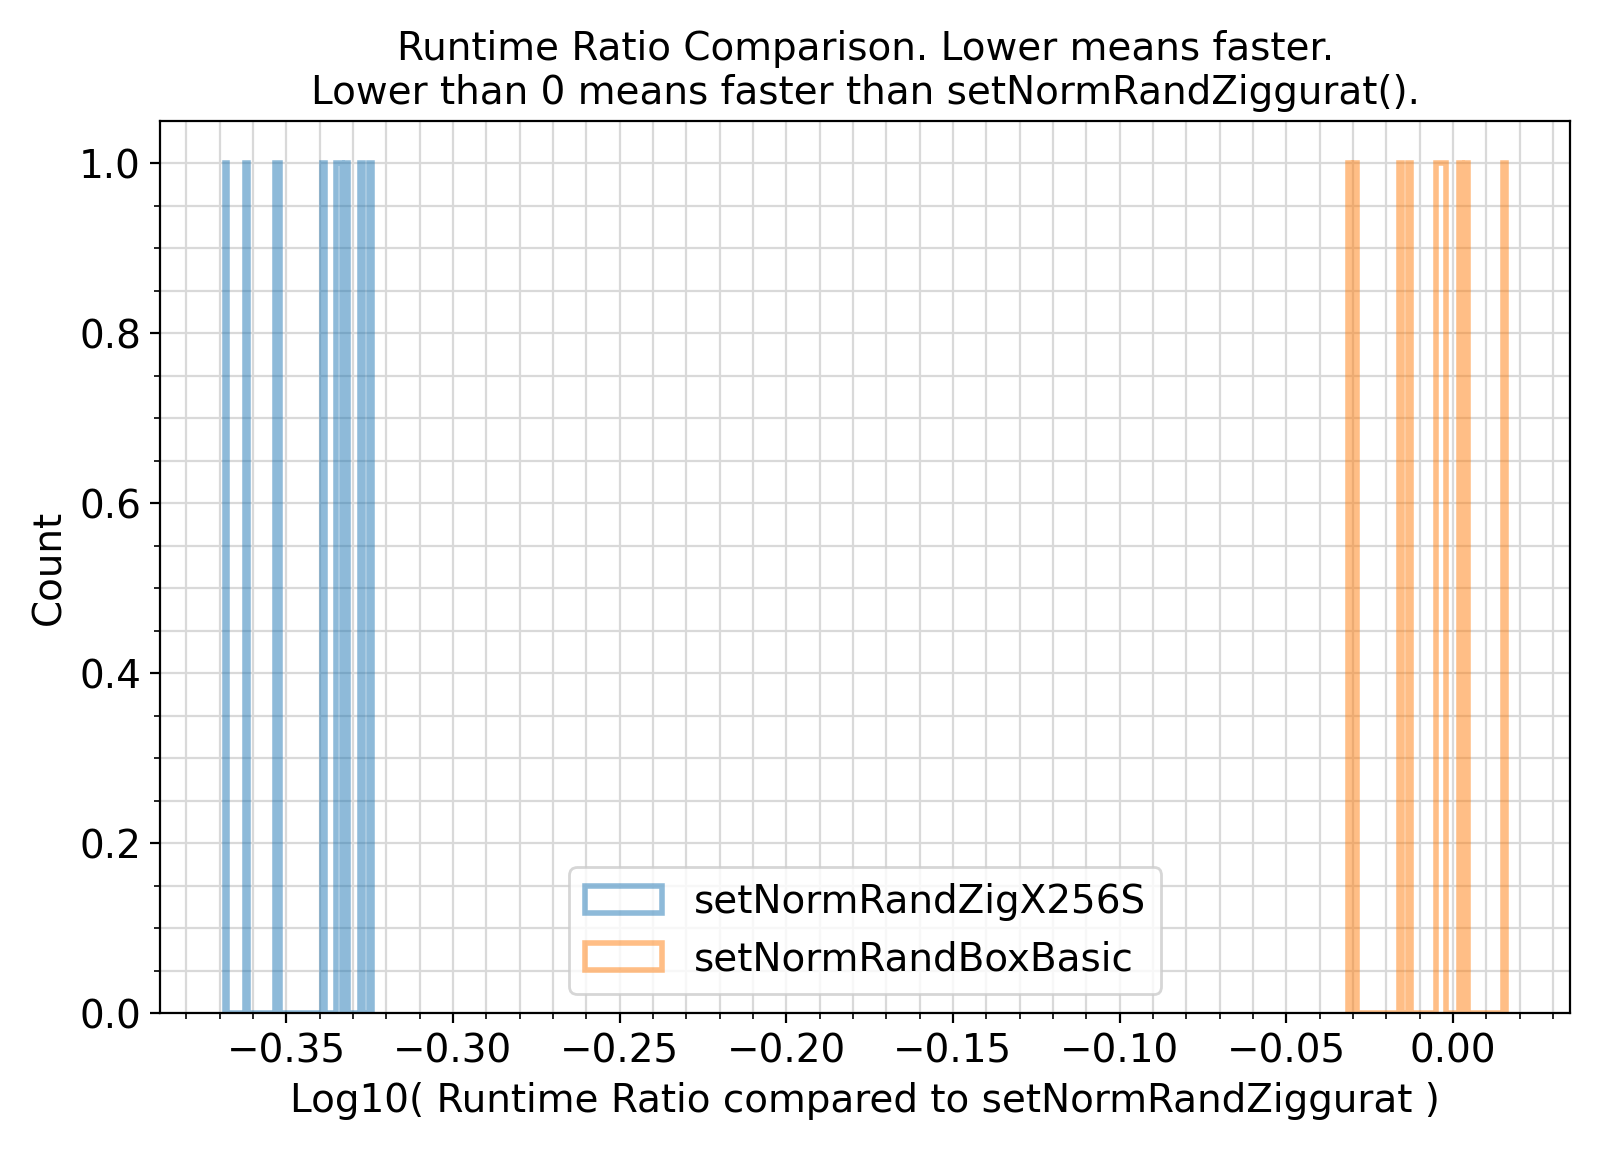 Runtime Ratio Comparison. Lower means faster.
Lower than 0 means faster than setNormRandZiggurat().
1.0
0.8
0.6
0.4
0.2
0.0
Count
setNormRandZigX256S
setNormRandBoxBasic
−0.35 −0.30 −0.25 −0.20 −0.15 −0.10 −0.05 0.00
Log10( Runtime Ratio compared to setNormRandZiggurat )